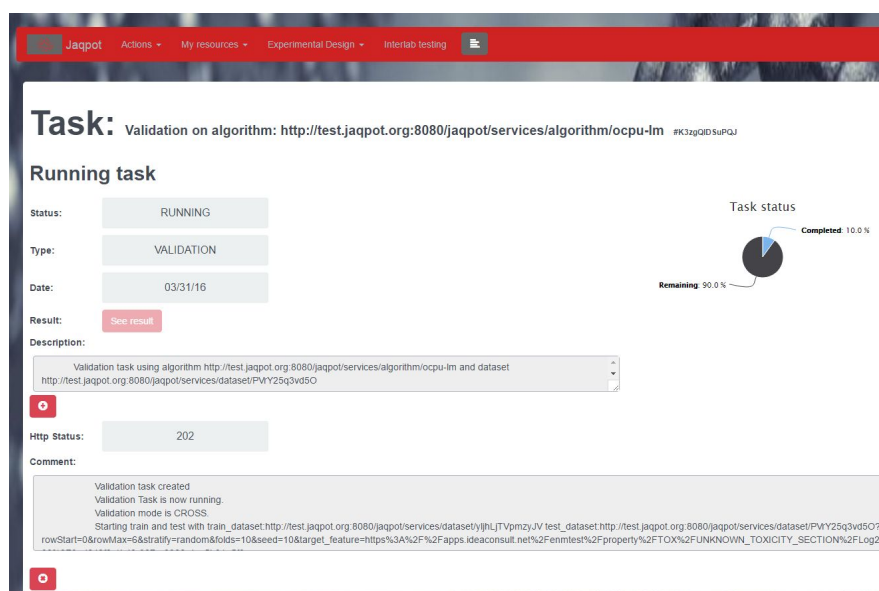 Jaqpot Actions My resources Experimental Design Interlab testing
Task: Validation on algorithm: http://test.jaqpot.org:8080/jaqpot/services/algorithm/ocpu-lm #K3zgQIDSuPQJ
Running task
Status: RUNNING
Type: VALIDATION
Date: 03/31/16
Result: See result
Task status
Completed: 10.0 %
Remaining: 90.0 %
Description:
Validation task using algorithm http://test.jaqpot.org:8080/jaqpot/services/algorithm/ocpu-lm and dataset
http://test.jaqpot.org:8080/jaqpot/services/dataset/PVrY25q3vd5O
Http Status: 202
Comment:
Validation task created
Validation Task is now running.
Validation mode is CROSS.
Starting train and test with train_dataset:http://test.jaqpot.org:8080/jaqpot/services/dataset/yIjhLjTVpmzyJV test_dataset:http://test.jaqpot.org:8080/jaqpot/services/dataset/PVrY25q3vd5O?
rowStart=0&rowMax=6&stratify=random&folds=10&seed=10&target_feature=https%3A%2F%2Fapps.ideaconsult.net%2Fenmtest%2Fproperty%2FTOX%2FUNKNOWN_TOXICITY_SECTION%2FLog2